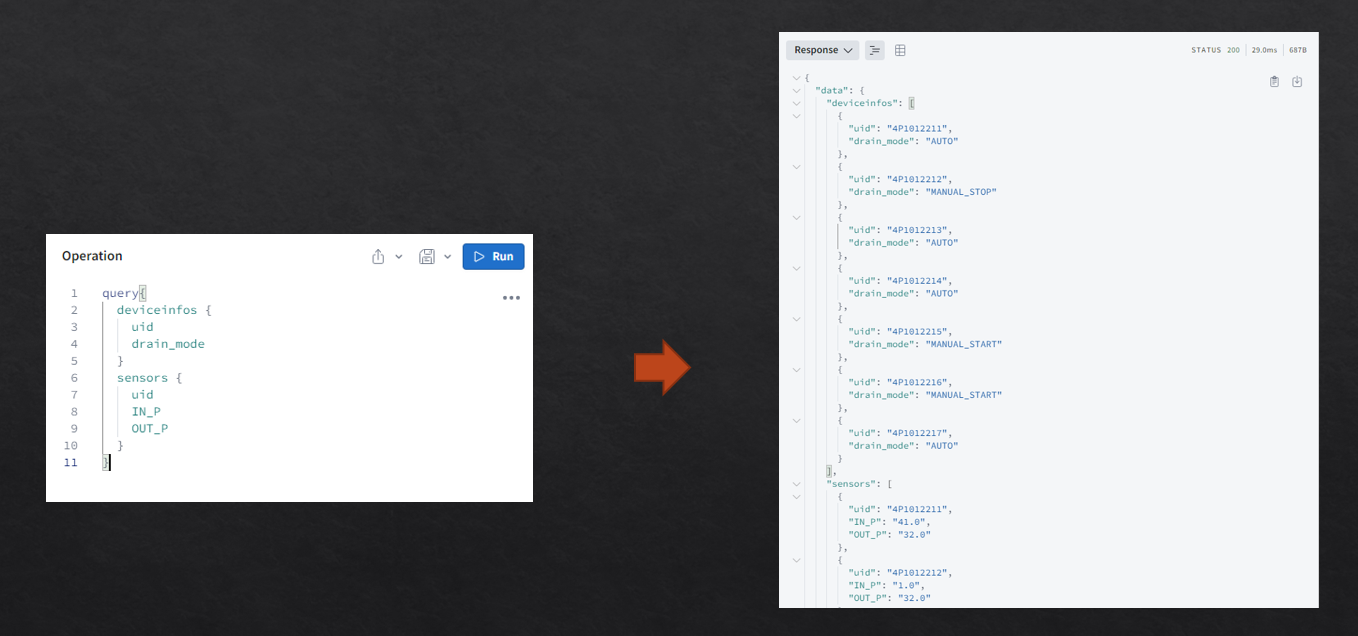 Operation
Run
1 query{
2 deviceinfos {
3 uid
4 drain_mode
5 }
6 sensors {
7 uid
8 IN_P
9 OUT_P
10 }
11 }
Response
STATUS 200 29.0ms 687B
{
"data": {
"deviceinfos": [
{
"uid": "4P1012211",
"drain_mode": "AUTO"
},
{
"uid": "4P1012212",
"drain_mode": "MANUAL_STOP"
},
{
"uid": "4P1012213",
"drain_mode": "AUTO"
},
{
"uid": "4P1012214",
"drain_mode": "AUTO"
},
{
"uid": "4P1012215",
"drain_mode": "MANUAL_START"
},
{
"uid": "4P1012216",
"drain_mode": "MANUAL_START"
},
{
"uid": "4P1012217",
"drain_mode": "AUTO"
}
],
"sensors": [
{
"uid": "4P1012211",
"IN_P": "41.0",
"OUT_P": "32.0"
},
{
"uid": "4P1012212",
"IN_P": "1.0",
"OUT_P": "32.0"